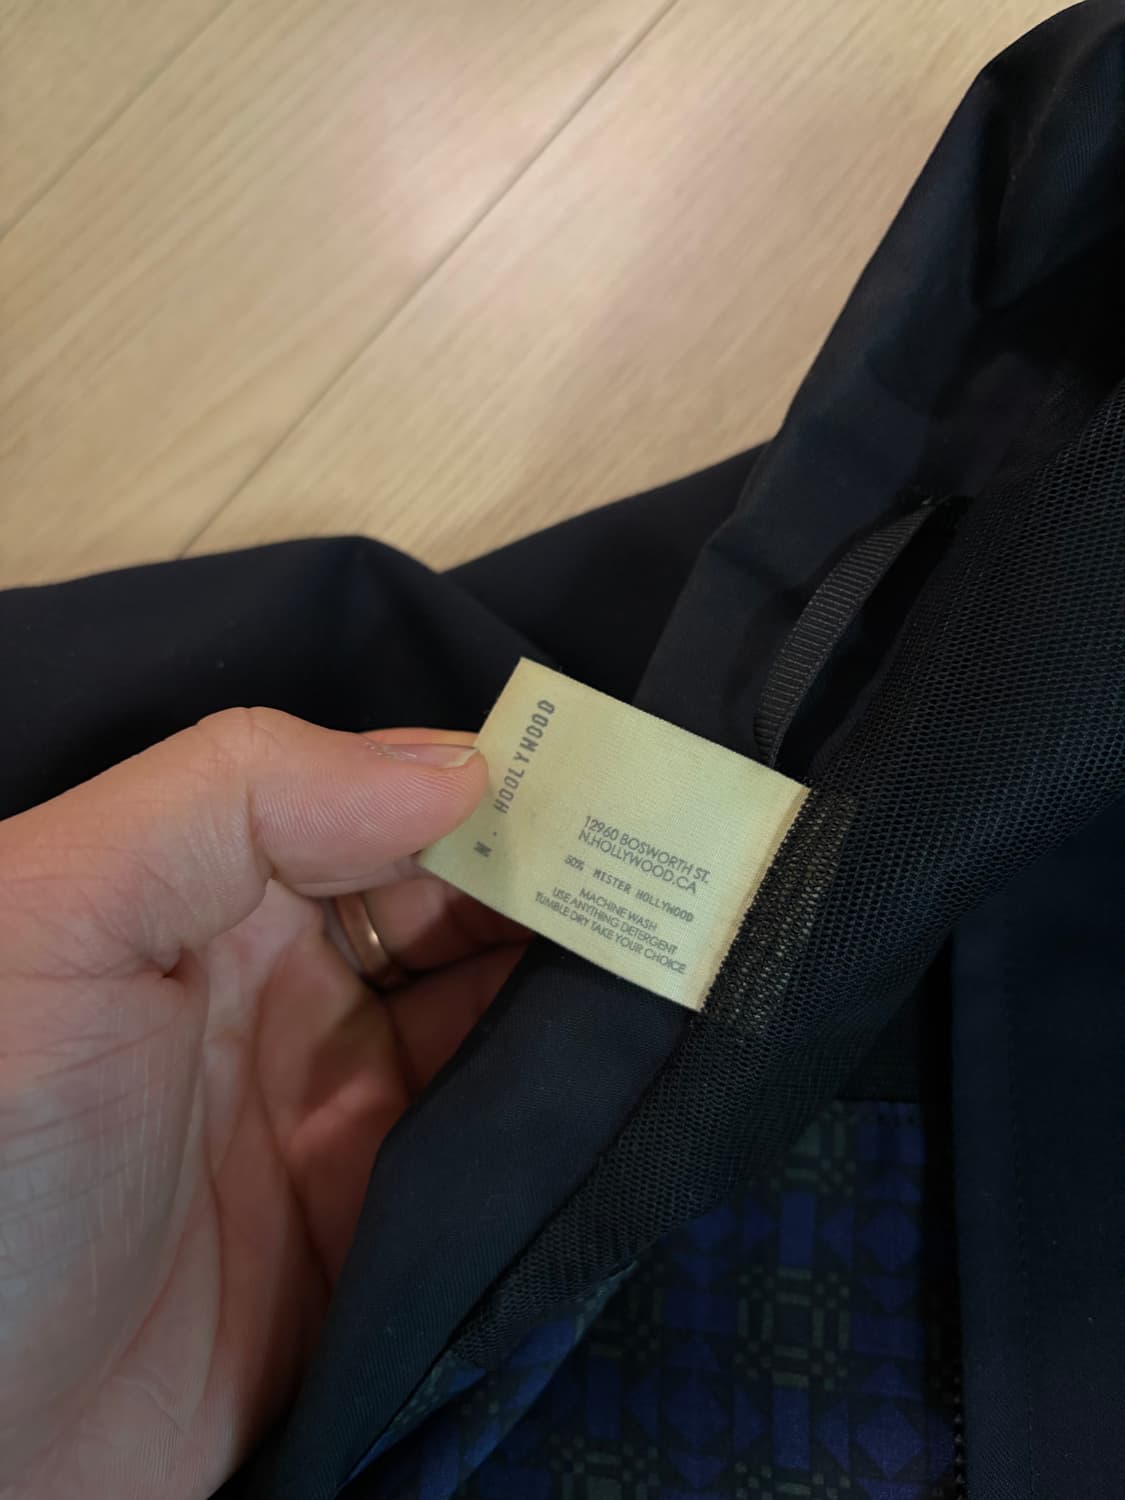 N. HOOLYWOOD
12960 BOSWORTH ST.
N.HOLLYWOOD.CA
50% MISTER HOLLYWOOD
MACHINE WASH
USE ANYTHING DETERGENT
TUMBLE DRY TAKE YOUR CHOICE